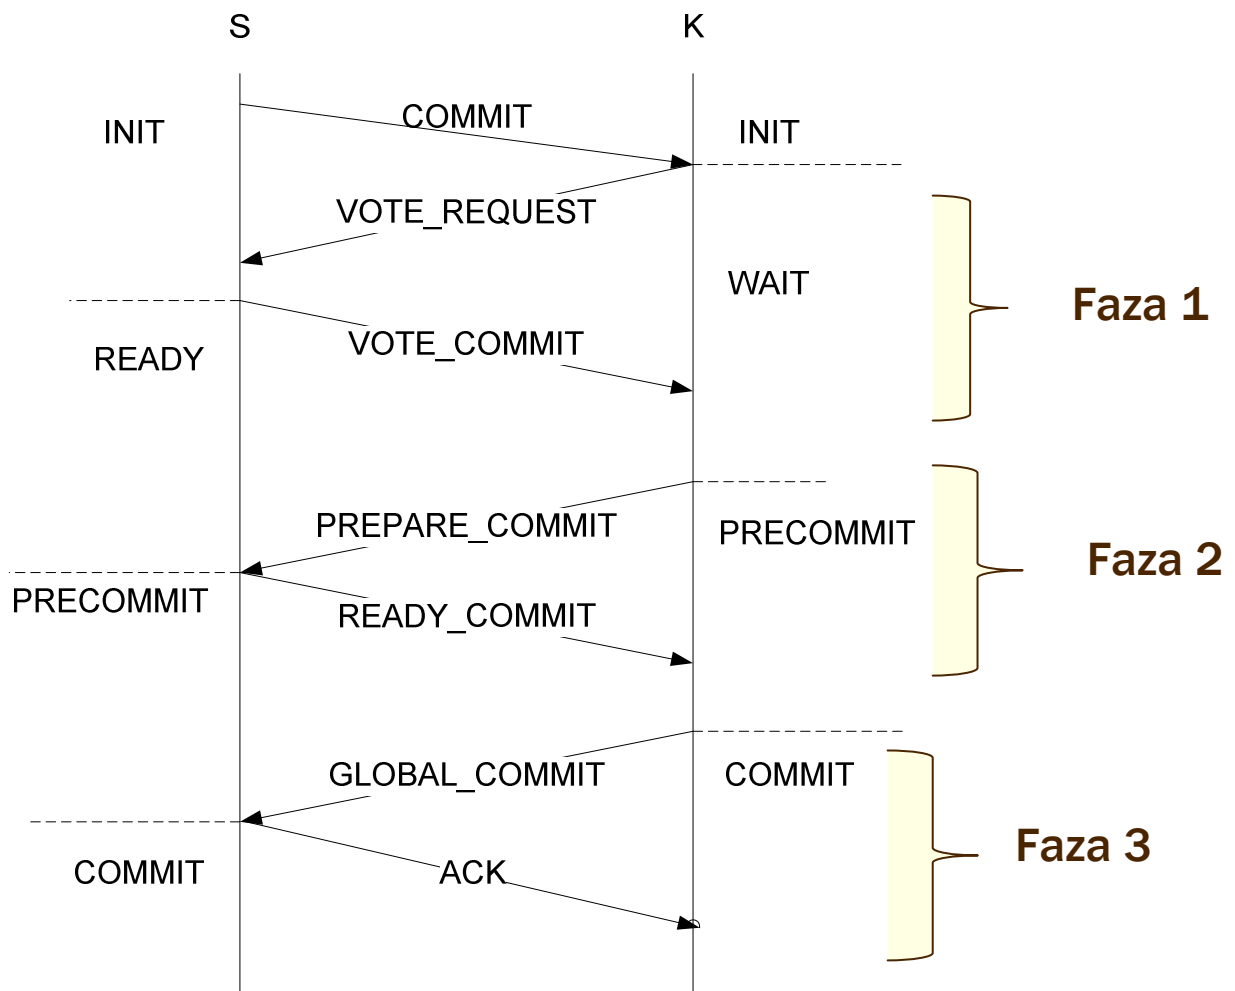 S
K
COMMIT
INIT
INIT
VOTE_REQUEST
WAIT
Faza 1
VOTE_COMMIT
READY
PREPARE_COMMIT
PRECOMMIT
Faza 2
PRECOMMIT
READY_COMMIT
GLOBAL_COMMIT
COMMIT
Faza 3
COMMIT
ACK